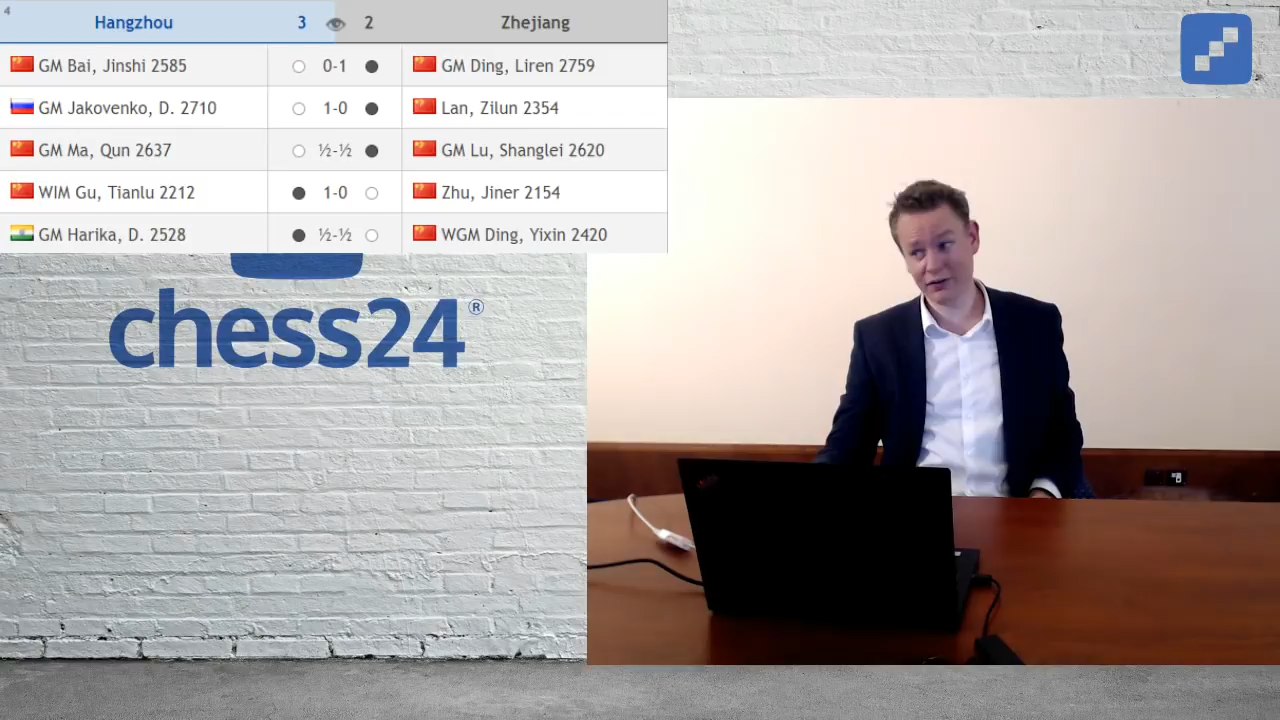 4
Hangzhou 3 2 Zhejiang
GM Bai, Jinshi 2585 0-1 GM Ding, Liren 2759
GM Jakovenko, D. 2710 1-0 Lan, Zilun 2354
GM Ma, Qun 2637 ½-½ GM Lu, Shanglei 2620
WIM Gu, Tianlu 2212 1-0 Zhu, Jiner 2154
GM Harika, D. 2528 ½-½ WGM Ding, Yixin 2420
chess24®